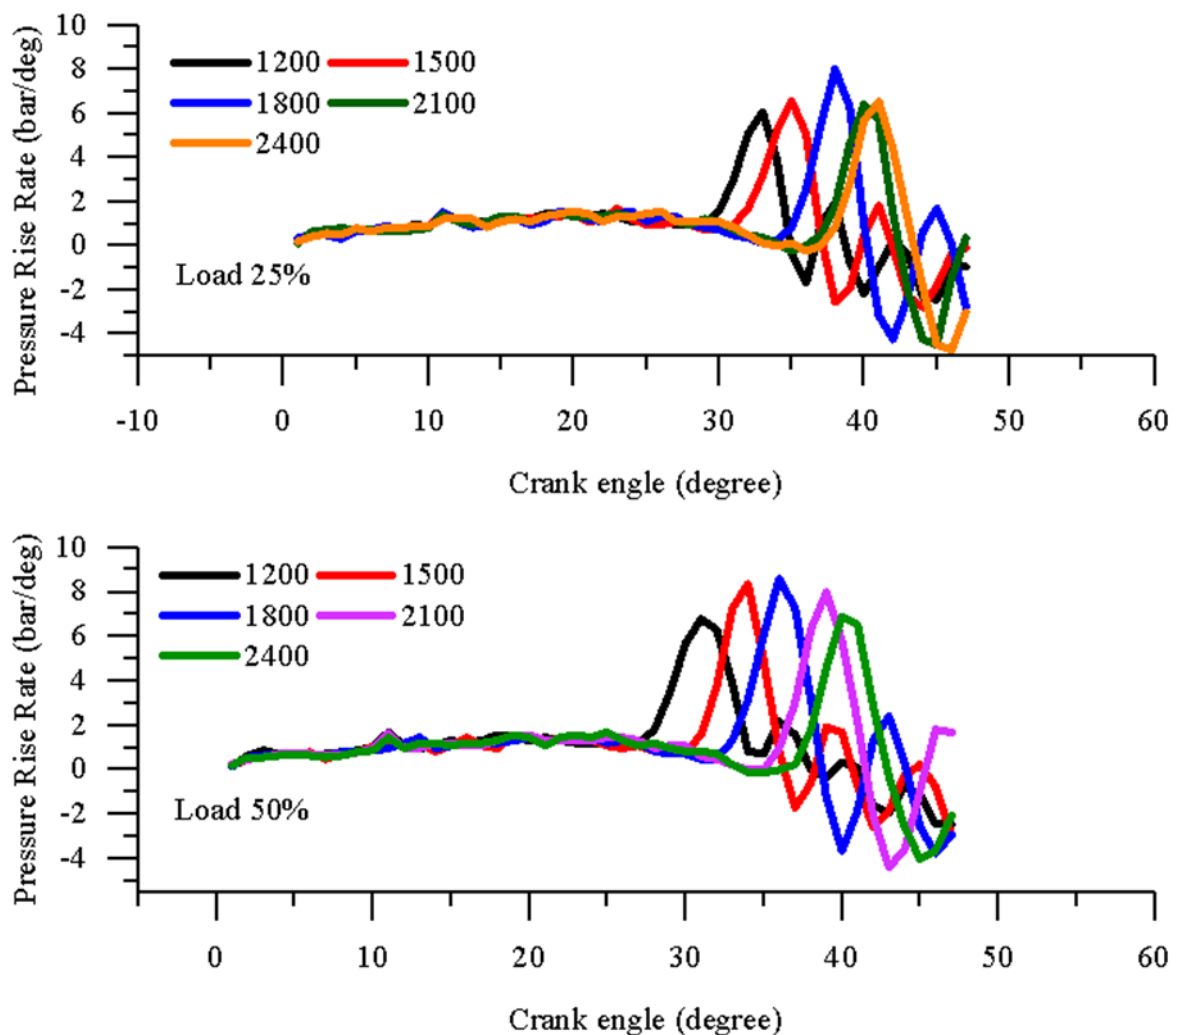 Pressure Rise Rate (bar/deg)
10
8
6
4
2
0
-2
-4
1200 1500
1800 2100
2400
Load 25%
-10 0 10 20 30 40 50 60
Crank engle (degree)
Pressure Rise Rate (bar/deg)
10
8
6
4
2
0
-2
-4
1200 1500
1800 2100
2400
Load 50%
0 10 20 30 40 50 60
Crank engle (degree)